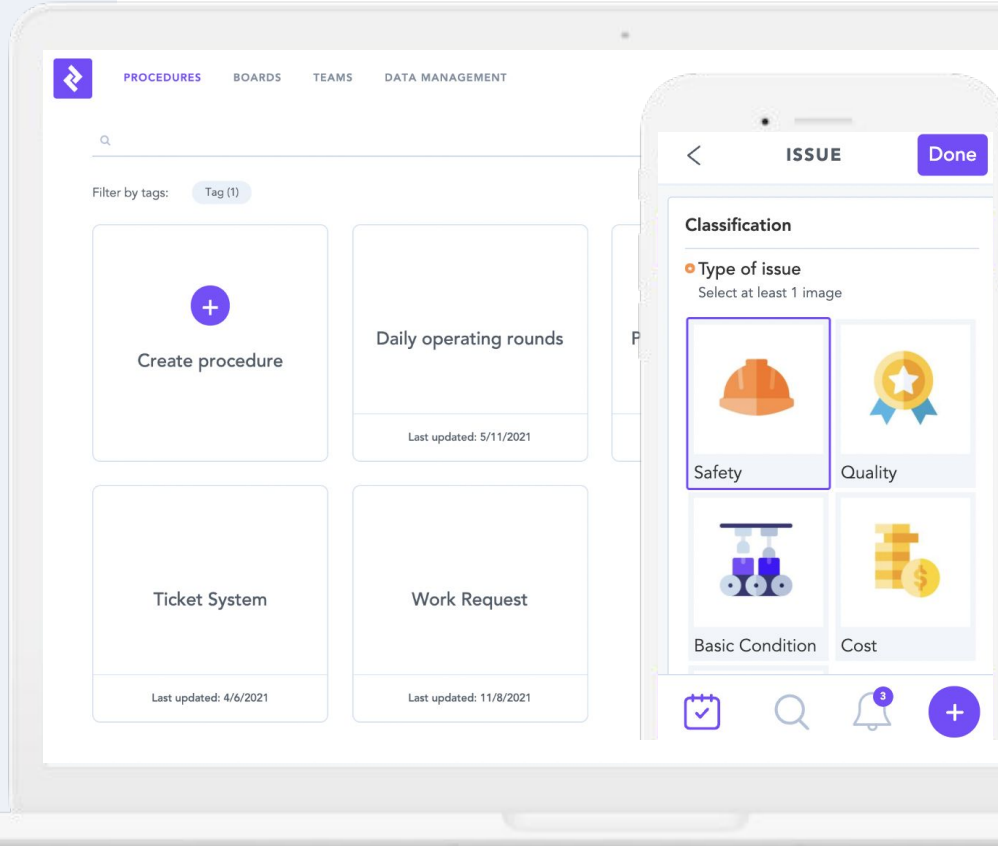 PROCEDURES BOARDS TEAMS DATA MANAGEMENT
Filter by tags: Tag (1)
Create procedure
Daily operating rounds
Last updated: 5/11/2021
P
Ticket System
Last updated: 4/6/2021
Work Request
Last updated: 11/8/2021
ISSUE
Done
Classification
Type of issue
Select at least 1 image
Safety
Quality
Basic Condition
Cost
3